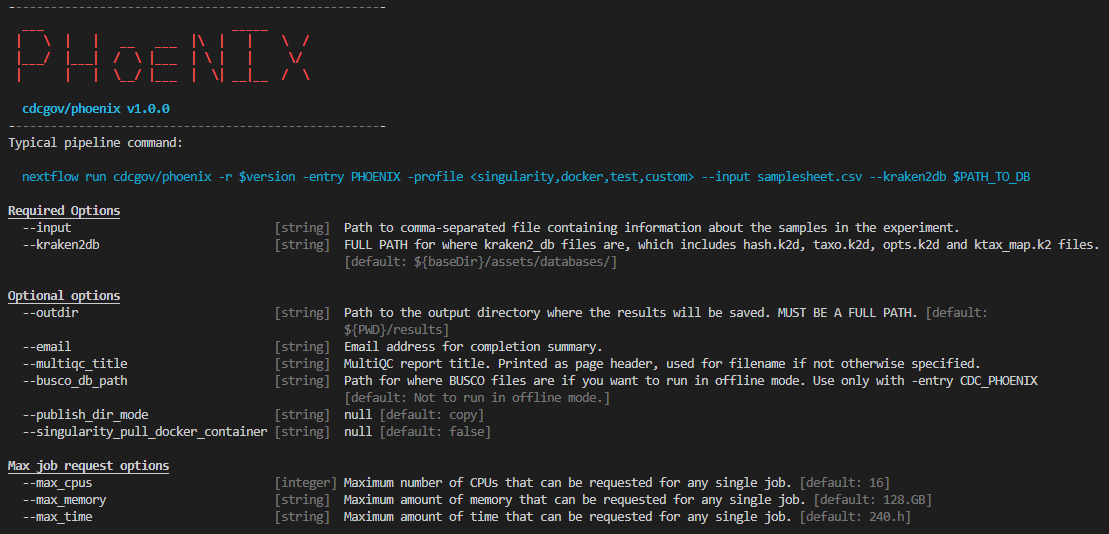 PHoeNIX
cdcgov/phoenix v1.0.0
Typical pipeline command:
nextflow run cdcgov/phoenix -r $version -entry PHOENIX -profile <singularity,docker,test,custom> --input samplesheet.csv --kraken2db $PATH_TO_DB
Required Options
--input [string] Path to comma-separated file containing information about the samples in the experiment.
--kraken2db [string] FULL PATH for where kraken2_db files are, which includes hash.k2d, taxo.k2d, opts.k2d and ktax_map.k2 files.
[default: ${baseDir}/assets/databases/]
Optional options
--outdir [string] Path to the output directory where the results will be saved. MUST BE A FULL PATH. [default:
${PWD}/results]
--email [string] Email address for completion summary.
--multiqc_title [string] MultiQC report title. Printed as page header, used for filename if not otherwise specified.
--busco_db_path [string] Path for where BUSCO files are if you want to run in offline mode. Use only with -entry CDC_PHOENIX
[default: Not to run in offline mode.]
--publish_dir_mode [string] null [default: copy]
--singularity_pull_docker_container [string] null [default: false]
Max job request options
--max_cpus [integer] Maximum number of CPUs that can be requested for any single job. [default: 16]
--max_memory [string] Maximum amount of memory that can be requested for any single job. [default: 128.GB]
--max_time [string] Maximum amount of time that can be requested for any single job. [default: 240.h]